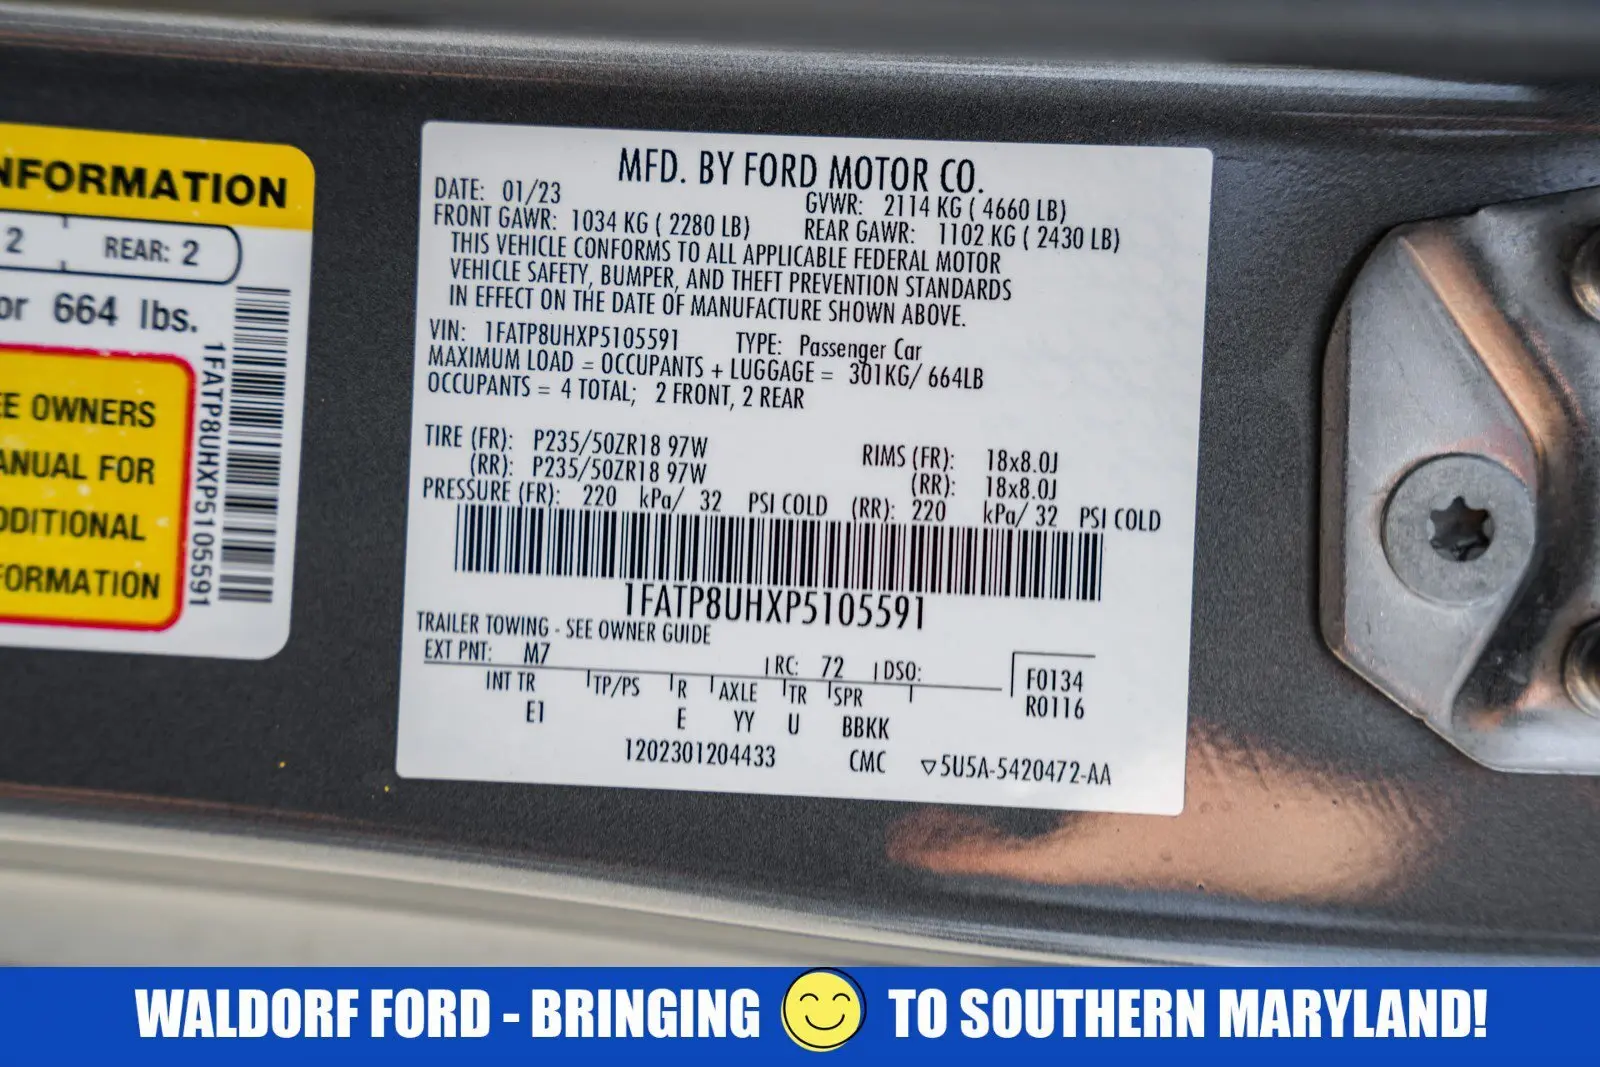 NFORMATION
2 REAR: 2
or 664 lbs.
EE OWNERS
ANUAL FOR
DDITIONAL
FORMATION
1FATP8UHXP5105591
MFD. BY FORD MOTOR CO.
DATE: 01/23 GVWR: 2114 KG ( 4660 LB)
FRONT GAWR: 1034 KG ( 2280 LB) REAR GAWR: 1102 KG ( 2430 LB)
THIS VEHICLE CONFORMS TO ALL APPLICABLE FEDERAL MOTOR
VEHICLE SAFETY, BUMPER, AND THEFT PREVENTION STANDARDS
IN EFFECT ON THE DATE OF MANUFACTURE SHOWN ABOVE.
VIN: 1FATP8UHXP5105591 TYPE: Passenger Car
MAXIMUM LOAD = OCCUPANTS + LUGGAGE = 301KG/ 664LB
OCCUPANTS = 4 TOTAL; 2 FRONT, 2 REAR
TIRE (FR): P235/50ZR18 97W RIMS (FR): 18x8.0J
(RR): P235/50ZR18 97W (RR): 18x8.0J
PRESSURE (FR): 220 kPa/ 32 PSI COLD (RR): 220 kPa/ 32 PSI COLD
1FATP8UHXP5105591
TRAILER TOWING - SEE OWNER GUIDE
EXT PNT: M7 RC: 72 DSO: F0134
INT TR TP/PS R AXLE TR SPR R0116
E1 E YY U BBKK
1202301204433 CMC ▽5U5A-5420472-AA
WALDORF FORD - BRINGING TO SOUTHERN MARYLAND!